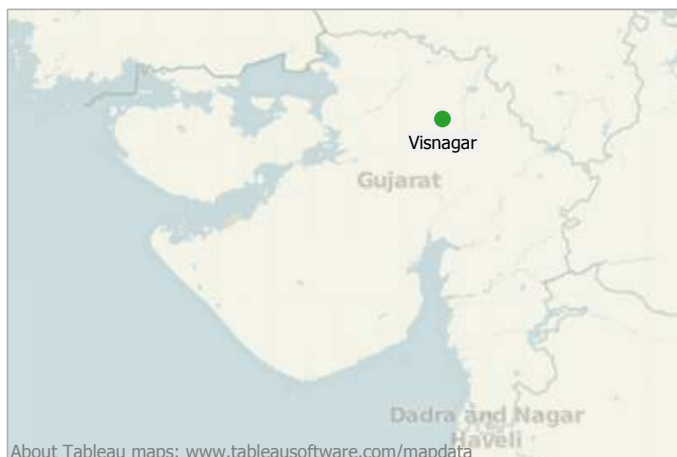 Visnagar
Gujarat
Dadra and Nagar
Haveli
About Tableau maps: www.tableausoftware.com/mapdata